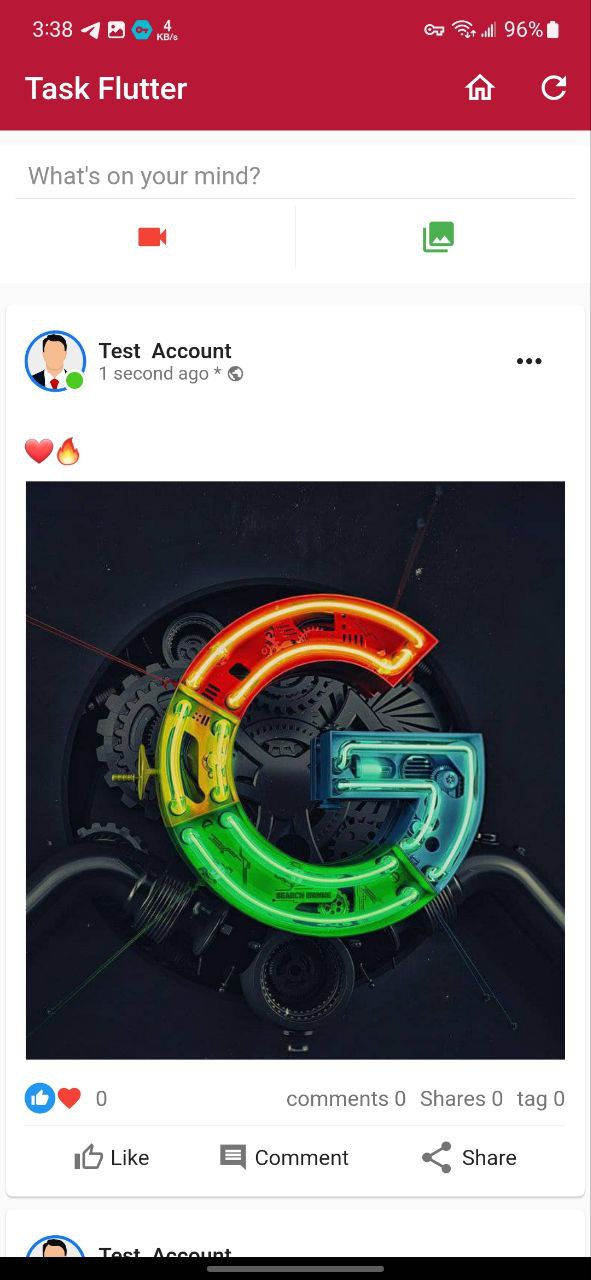 3:38 4 KB/s 96%
Task Flutter
What's on your mind?
Test Account
1 second ago *
❤️🔥
SEARCH ENGINE
0 comments 0 Shares 0 tag 0
Like Comment Share
Test Account